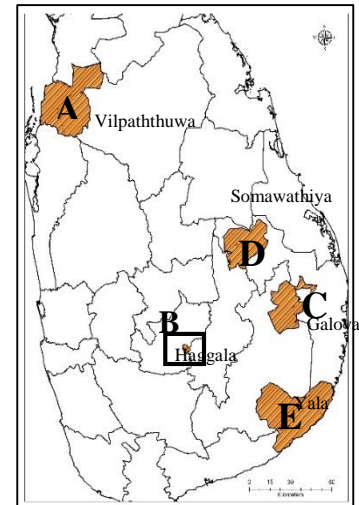 A
Vilpaththuwa
Somawathiya
D
C
B
Galoya
Haggala
Yala
E
0 15 30 60
Kilometers